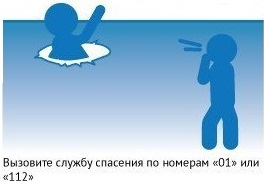 Вызовите службу спасения по номерам «01» или
«112»